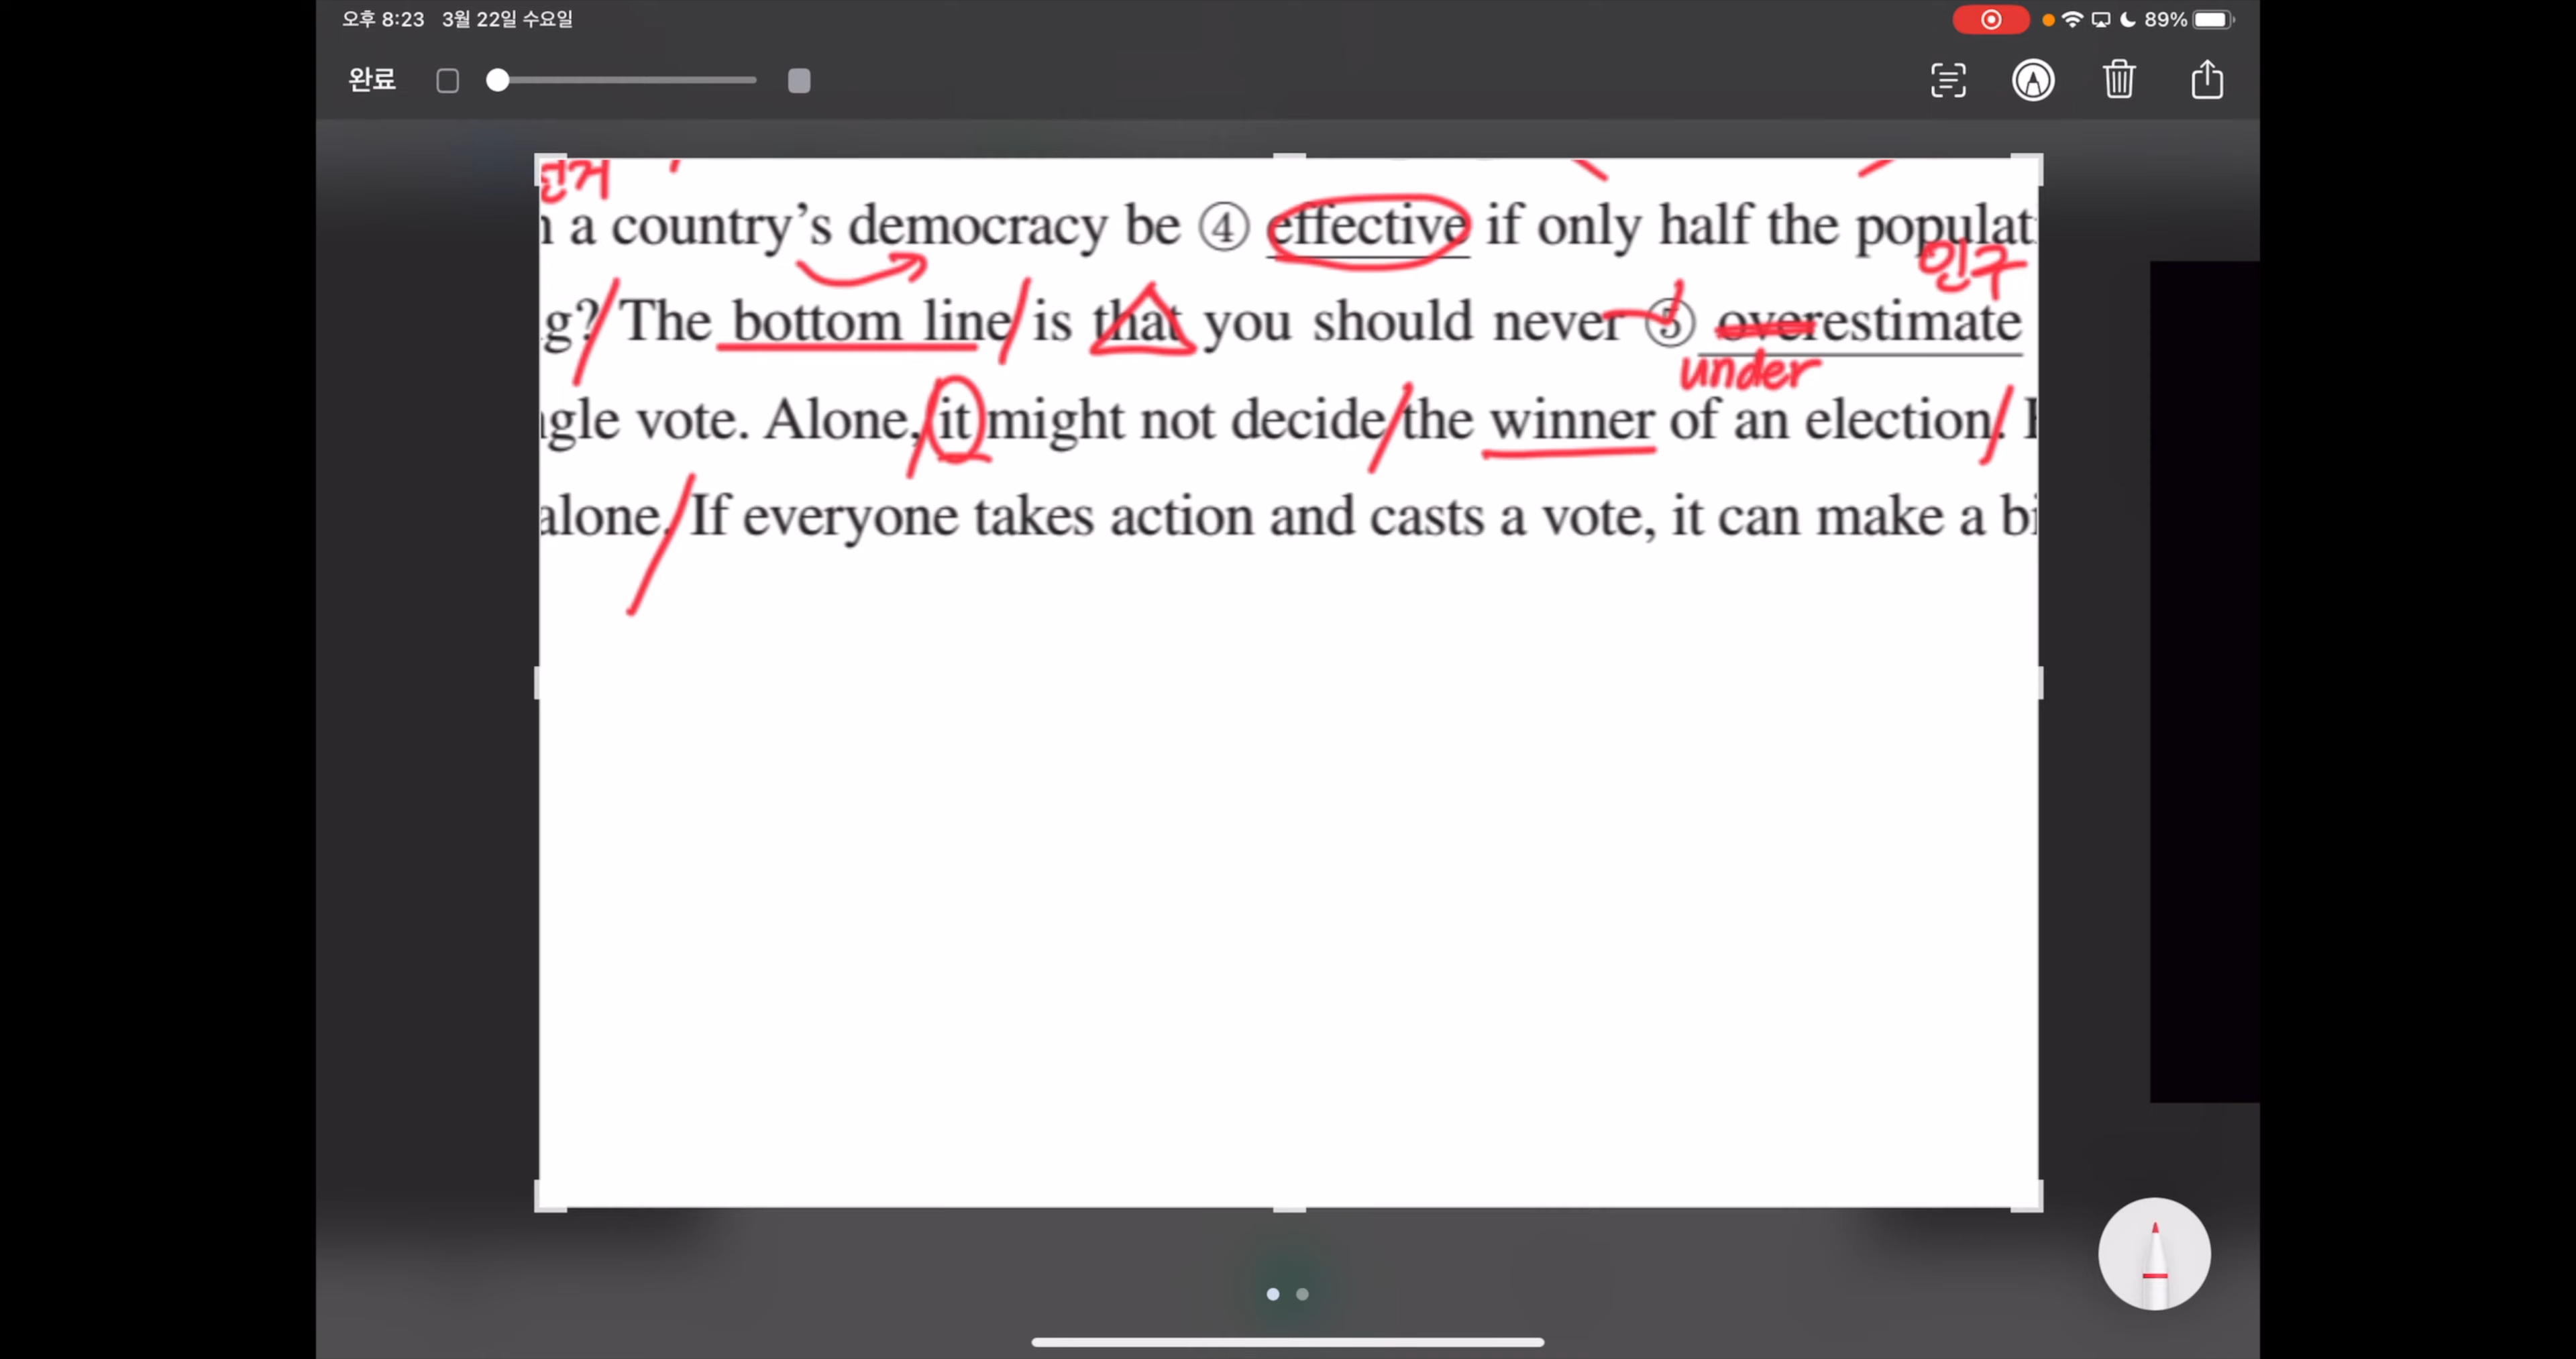 오후 8:23 3월 22일 수요일 89%
완료
a country's democracy be ④ effective if only half the populat
인구
g? The bottom line is that you should never ⑤ overestimate
under
gle vote. Alone, it might not decide the winner of an election.
alone. If everyone takes action and casts a vote, it can make a bi